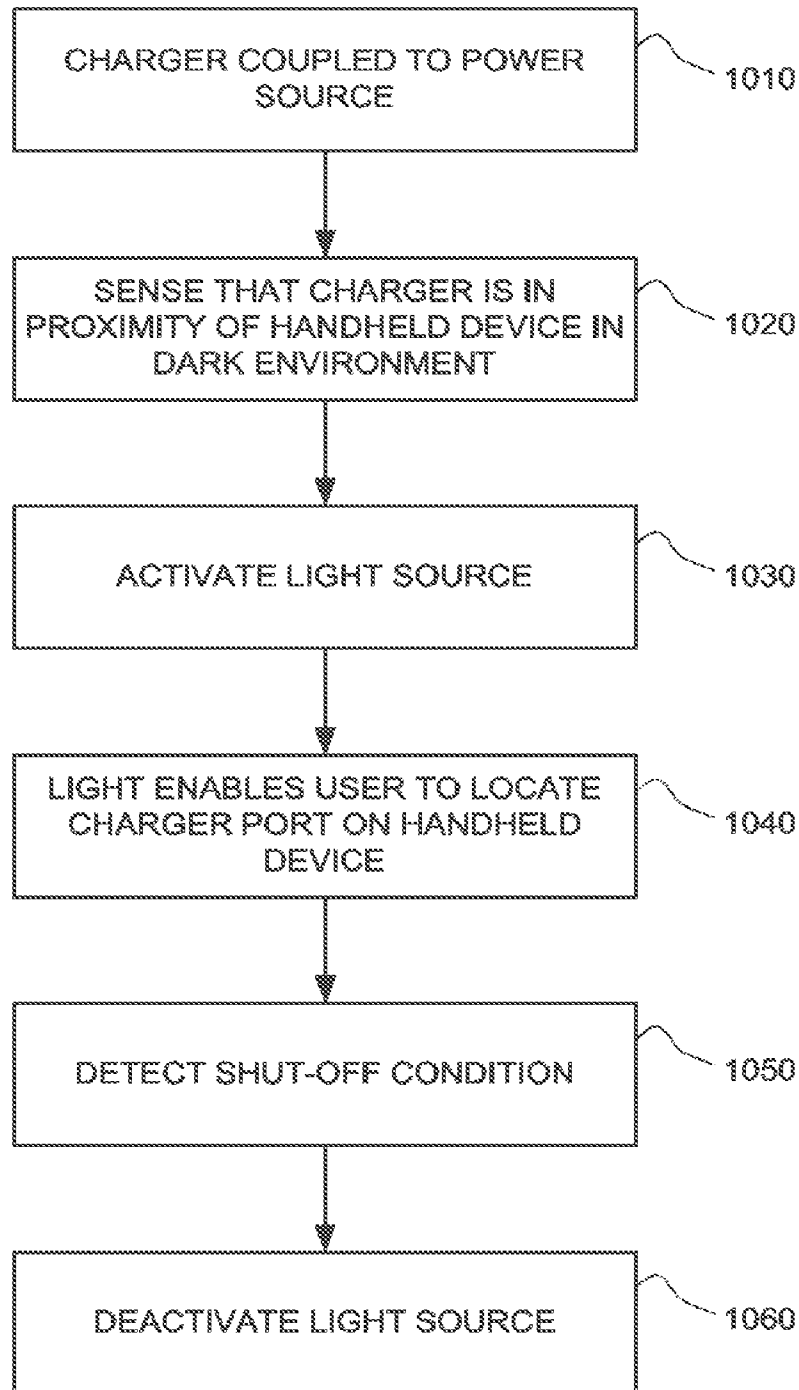 CHARGER COUPLED TO POWER
SOURCE
1010
SENSE THAT CHARGER IS IN
PROXIMITY OF HANDHELD DEVICE IN
DARK ENVIRONMENT
1020
ACTIVATE LIGHT SOURCE
1030
LIGHT ENABLES USER TO LOCATE
CHARGER PORT ON HANDHELD
DEVICE
1040
DETECT SHUT-OFF CONDITION
1050
DEACTIVATE LIGHT SOURCE
1060